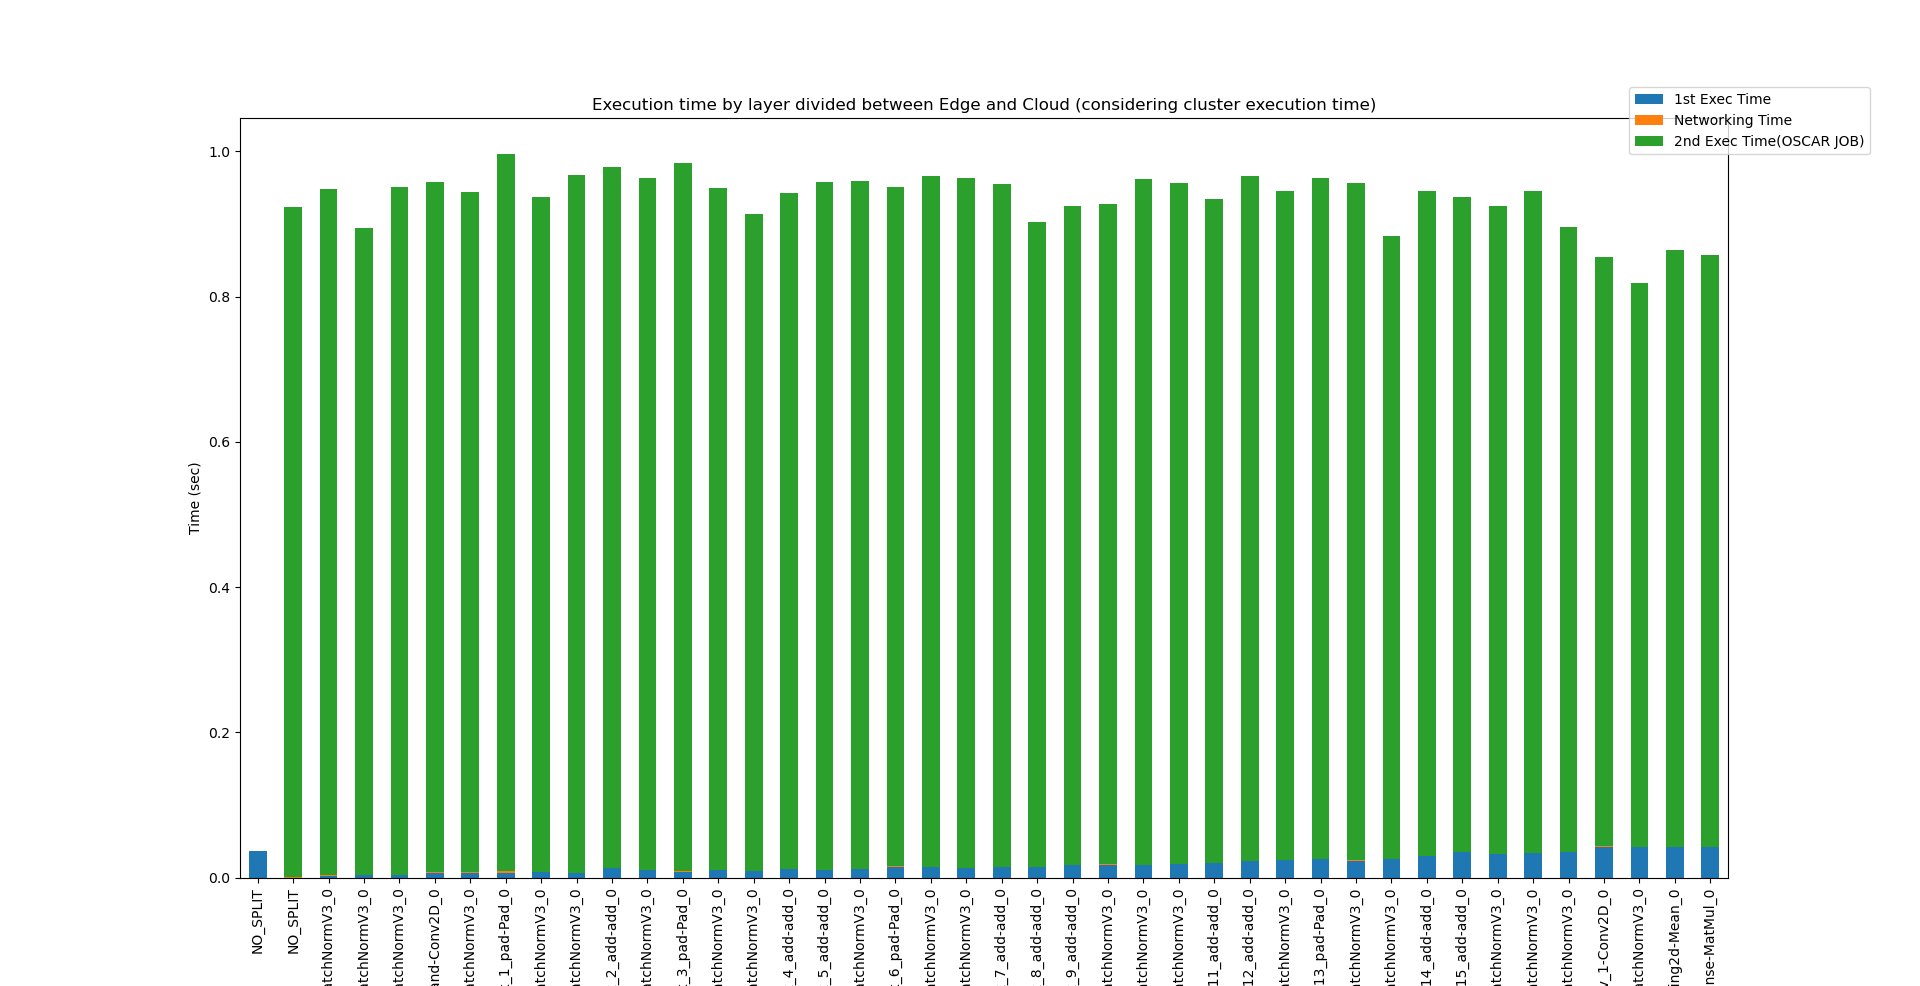 Execution time by layer divided between Edge and Cloud (considering cluster execution time)
1st Exec Time
Networking Time
2nd Exec Time(OSCAR JOB)
Time (sec)
1.0
0.8
0.6
0.4
0.2
0.0
NO_SPLIT
NO_SPLIT
atchNormV3_0
atchNormV3_0
atchNormV3_0
and-Conv2D_0
atchNormV3_0
_1_pad-Pad_0
atchNormV3_0
atchNormV3_0
_2_add-add_0
atchNormV3_0
_3_pad-Pad_0
atchNormV3_0
atchNormV3_0
_4_add-add_0
_5_add-add_0
atchNormV3_0
_6_pad-Pad_0
atchNormV3_0
atchNormV3_0
_7_add-add_0
_8_add-add_0
_9_add-add_0
atchNormV3_0
atchNormV3_0
atchNormV3_0
11_add-add_0
12_add-add_0
atchNormV3_0
13_pad-Pad_0
atchNormV3_0
atchNormV3_0
14_add-add_0
15_add-add_0
atchNormV3_0
atchNormV3_0
atchNormV3_0
v_1-Conv2D_0
atchNormV3_0
ing2d-Mean_0
nse-MatMul_0